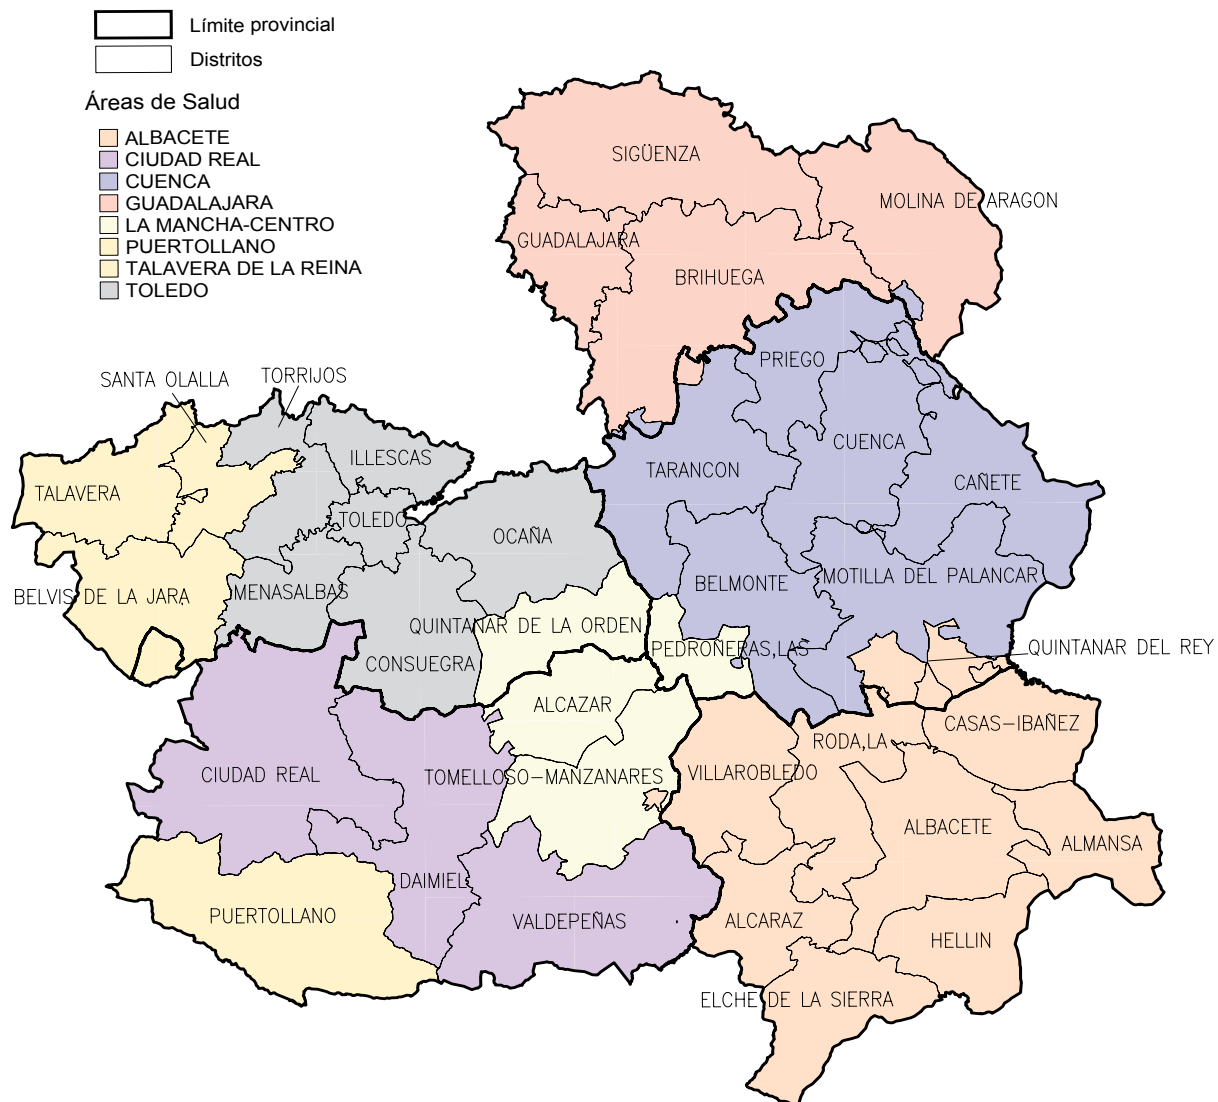 Límite provincial
Distritos
Áreas de Salud
ALBACETE
CIUDAD REAL
CUENCA
GUADALAJARA
LA MANCHA-CENTRO
PUERTOLLANO
TALAVERA DE LA REINA
TOLEDO
SIGÜENZA
MOLINA DE ARAGON
GUADALAJARA
BRIHUEGA
PRIEGO
SANTA OLALLA
TORRIJOS
CUENCA
ILLESCAS
TARANCON
CAÑETE
TALAVERA
TOLEDO
OCAÑA
BELMONTE
MOTILLA DEL PALANCAR
BELVIS DE LA JARA
MENASALBAS
QUINTANAR DE LA ORDEN
PEDROÑERAS,LAS
QUINTANAR DEL REY
CONSUEGRA
ALCAZAR
CASAS-IBAÑEZ
RODA,LA
CIUDAD REAL
TOMELLOSO-MANZANARES
VILLAROBLEDO
ALBACETE
ALMANSA
DAIMIEL
PUERTOLLANO
VALDEPEÑAS
ALCARAZ
HELLIN
ELCHE DE LA SIERRA